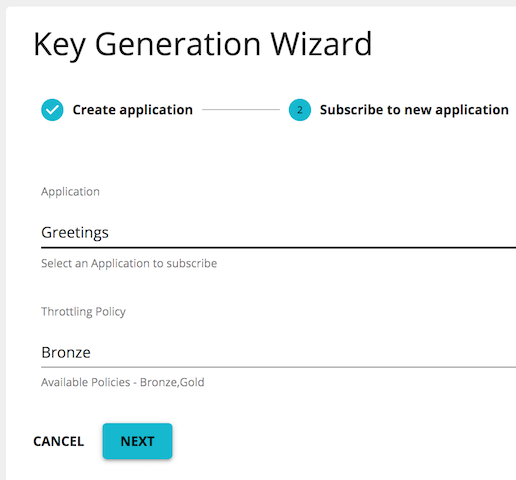 Key Generation Wizard
Create application
2 Subscribe to new application
Application
Greetings
Select an Application to subscribe
Throttling Policy
Bronze
Available Policies - Bronze,Gold
CANCEL NEXT